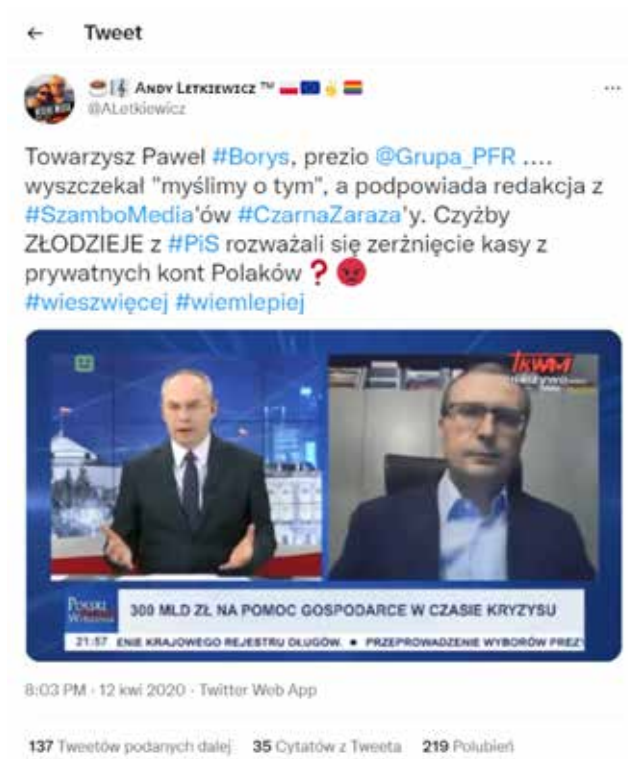 ← Tweet
Andy Letkiewicz ™
@ALetkiewicz
Towarzysz Pawel #Borys, prezio @Grupa_PFR ....
wyszczekał "myślimy o tym", a podpowiada redakcja z
#SzamboMedia'ów #CzarnaZaraza'y. Czyżby
ZŁODZIEJE z #PiS rozważali się zerżnięcie kasy z
prywatnych kont Polaków ❓ 😡
#wieszwięcej #wiemlepiej
TKWM
300 MLD ZŁ NA POMOC GOSPODARCE W CZASIE KRYZYSU
21:57 ENIE KRAJOWEGO REJESTRU DŁUGÓW. ● PRZEPROWADZENIE WYBORÓW PREZY
8:03 PM · 12 kwi 2020 · Twitter Web App
137 Tweetów podanych dalej 35 Cytatów z Tweeta 219 Polubień